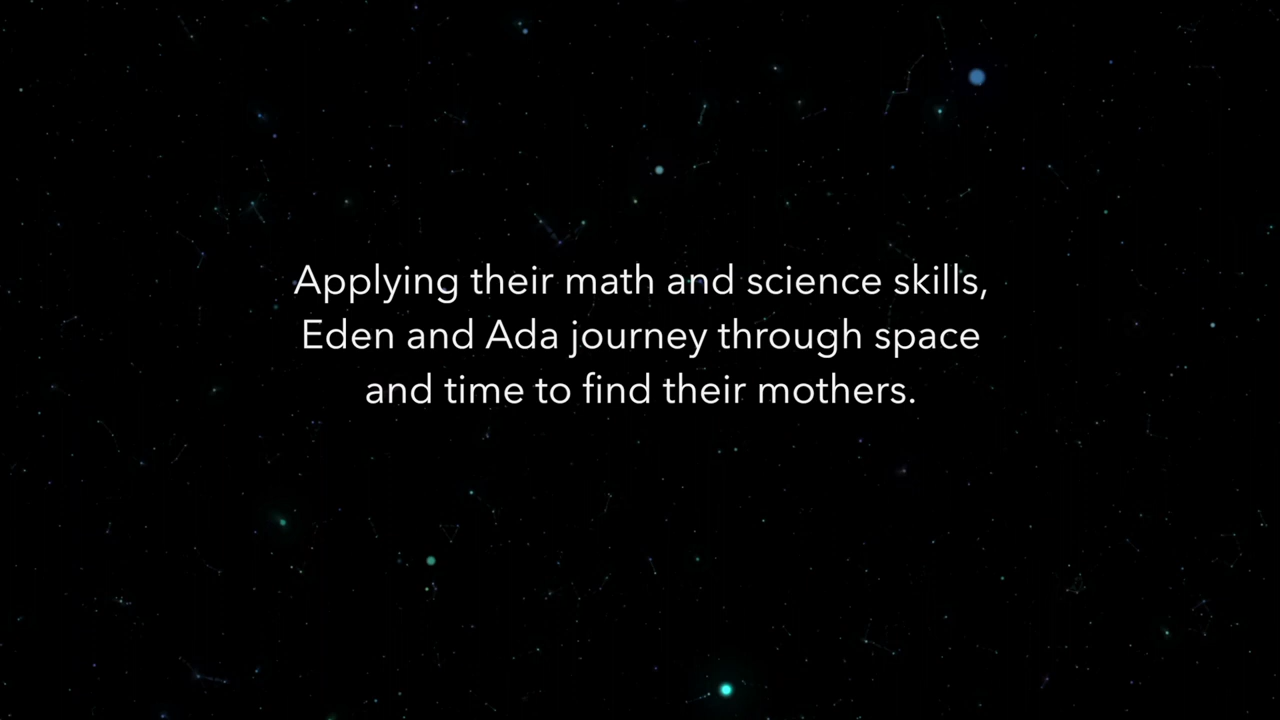 Applying their math and science skills,
Eden and Ada journey through space
and time to find their mothers.